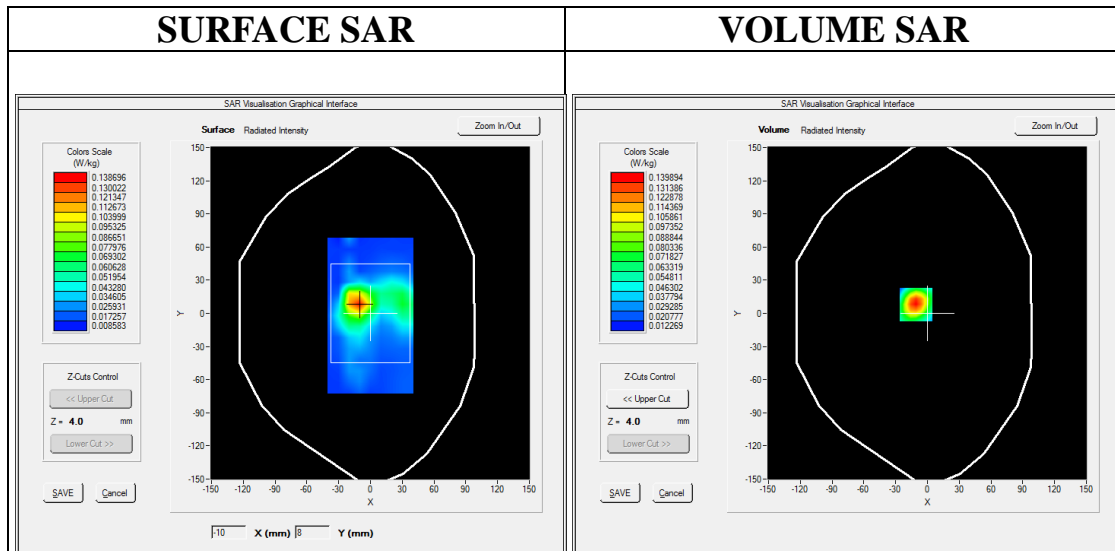 SURFACE SAR
VOLUME SAR
SAR Visualisation Graphical Interface
Surface Radiated Intensity
Zoom In/Out
Colors Scale
(W/kg)
0.138696
0.130022
0.121347
0.112673
0.103999
0.095325
0.086651
0.077976
0.069302
0.060628
0.051954
0.043280
0.034605
0.025931
0.017257
0.008583
Z-Cuts Control
<< Upper Cut
Z = 4.0 mm
Lower Cut >>
SAVE Cancel
150-
120-
90-
60-
30-
0-
-30-
-60-
-90-
-120-
-150-
Y
-150 -120 -90 -60 -30 0 30 60 90 120 150
X
-10 X (mm) 8 Y (mm)
SAR Visualisation Graphical Interface
Volume Radiated Intensity
Zoom In/Out
Colors Scale
(W/kg)
0.139894
0.131386
0.122878
0.114369
0.105861
0.097352
0.088844
0.080336
0.071827
0.063319
0.054811
0.046302
0.037794
0.029285
0.020777
0.012269
Z-Cuts Control
<< Upper Cut
Z = 4.0 mm
Lower Cut >>
SAVE Cancel
150-
120-
90-
60-
30-
0-
-30-
-60-
-90-
-120-
-150-
Y
-150 -120 -90 -60 -30 0 30 60 90 120 150
X